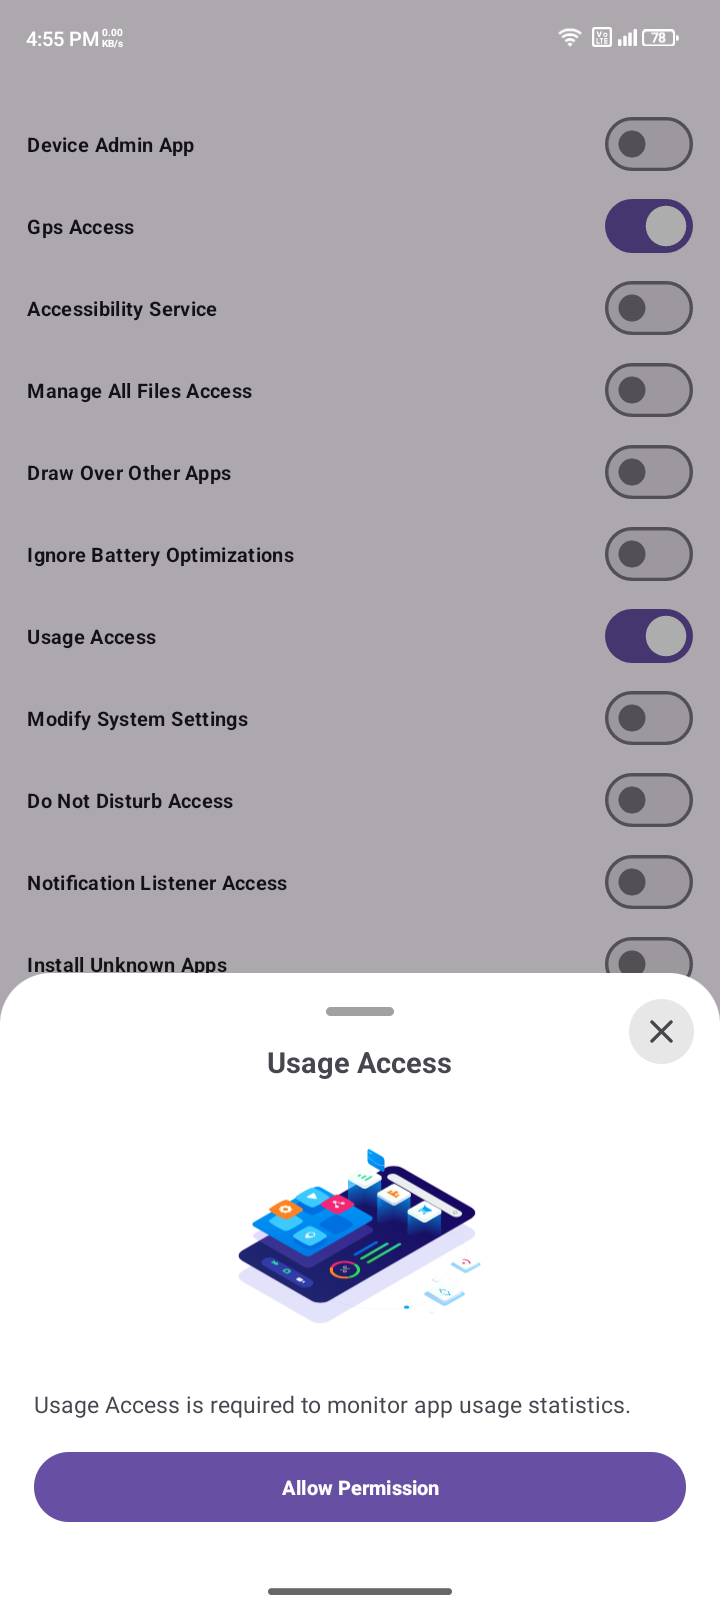 4:55 PM 0.00 KB/s
Vo LTE 78
Device Admin App
Gps Access
Accessibility Service
Manage All Files Access
Draw Over Other Apps
Ignore Battery Optimizations
Usage Access
Modify System Settings
Do Not Disturb Access
Notification Listener Access
Install Unknown Apps
Usage Access
Usage Access is required to monitor app usage statistics.
Allow Permission